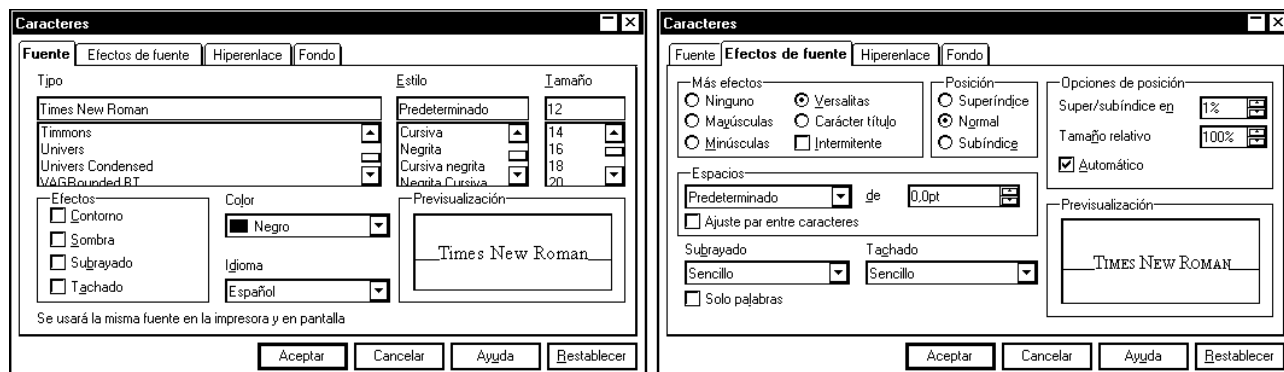 Caracteres
Fuente Efectos de fuente Hiperenlace Fondo
Tipo Estilo Tamaño
Times New Roman Predeterminado 12
Timmons Cursiva 14
Univers Negrita 16
Univers Condensed Cursiva negrita 18
VAGRounded BT Negrita Cursiva 20
Efectos Color Previsualización
Contorno
Negro
Sombra
Times New Roman
Subrayado Idioma
Tachado Español
Se usará la misma fuente en la impresora y en pantalla
Aceptar Cancelar Ayuda Restablecer
Caracteres
Fuente Efectos de fuente Hiperenlace Fondo
Más efectos Posición Opciones de posición
Ninguno Versalitas Superíndice Super/subíndice en 1%
Mayúsculas Carácter título Normal Tamaño relativo 100%
Minúsculas Intermitente Subíndice
Automático
Espacios
Predeterminado de 0,0pt
Previsualización
Ajuste par entre caracteres
Subrayado Tachado
TIMES NEW ROMAN
Sencillo Sencillo
Solo palabras
Aceptar Cancelar Ayuda Restablecer